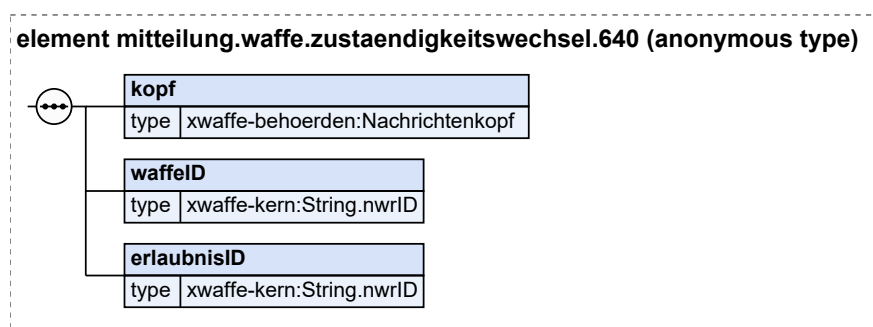 element mitteilung.waffe.zustaendigkeitswechsel.640 (anonymous type)
kopf
type xwaffe-behoerden:Nachrichtenkopf
waffeID
type xwaffe-kern:String.nwrID
erlaubnisID
type xwaffe-kern:String.nwrID